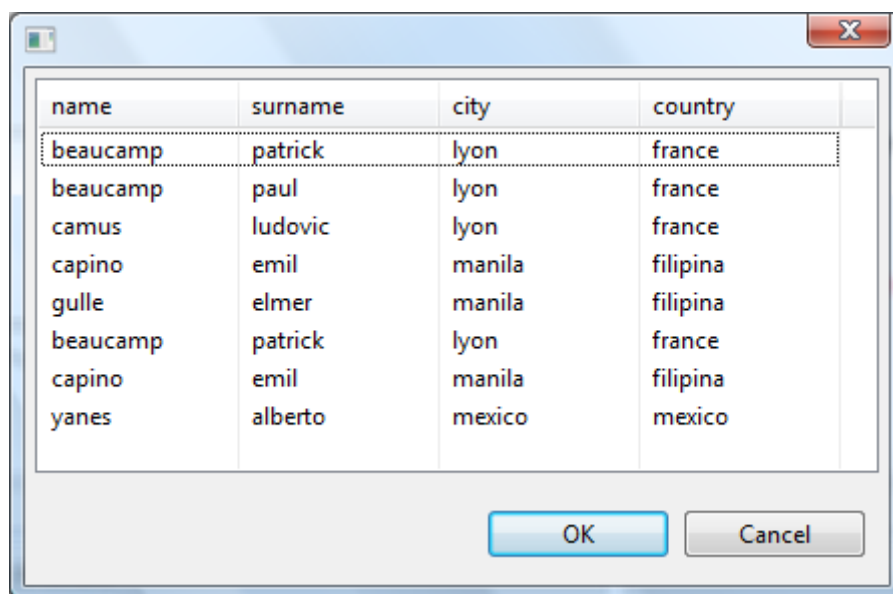 name surname city country
beaucamp patrick lyon france
beaucamp paul lyon france
camus ludovic lyon france
capino emil manila filipina
gulle elmer manila filipina
beaucamp patrick lyon france
capino emil manila filipina
yanes alberto mexico mexico
OK Cancel